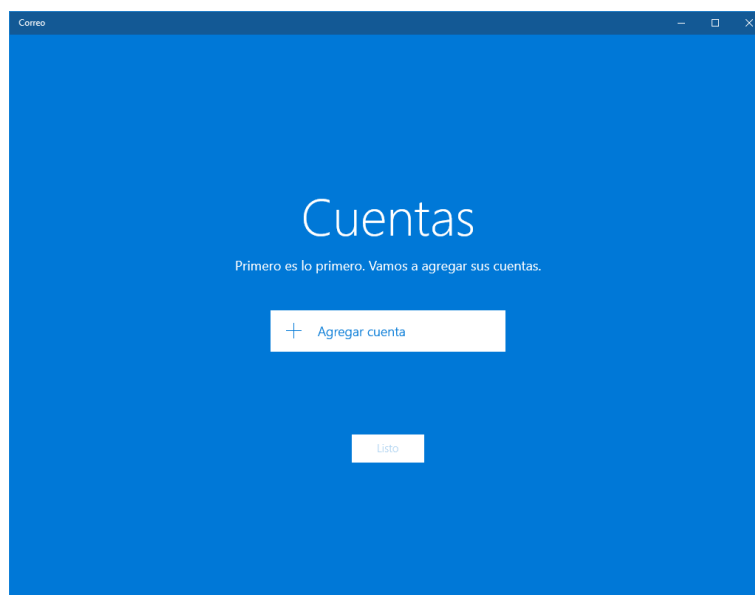 Correo
Cuentas
Primero es lo primero. Vamos a agregar sus cuentas.
Agregar cuenta
Listo